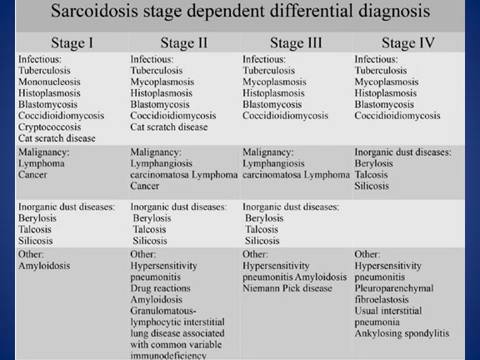 Sarcoidosis stage dependent differential diagnosis
Stage I
Stage II
Stage III
Stage IV
Infectious:
Tuberculosis
Mononucleosis
Histoplasmosis
Blastomycosis
Coccidioidiomycosis
Cryptococcosis
Cat scratch disease
Infectious:
Tuberculosis
Mycoplasmosis
Histoplasmosis
Blastomycosis
Coccidioidiomycosis
Cat scratch disease
Infectious:
Tuberculosis
Mycoplasmosis
Histoplasmosis
Blastomycosis
Coccidioidiomycosis
Infectious:
Tuberculosis
Mycoplasmosis
Histoplasmosis
Blastomycosis
Coccidioidiomycosis
Malignancy:
Lymphoma
Cancer
Malignancy:
Lymphangiosis
carcinomatosa Lymphoma
Cancer
Malignancy:
Lymphangiosis
carcinomatosa Lymphoma
Inorganic dust diseases:
Berylosis
Talcosis
Silicosis
Inorganic dust diseases:
Berylosis
Talcosis
Silicosis
Inorganic dust diseases:
Berylosis
Talcosis
Silicosis
Inorganic dust diseases:
Berylosis
Talcosis
Silicosis
Other:
Amyloidosis
Other:
Hypersensitivity
pneumonitis
Drug reactions
Amyloidosis
Granulomatous-
lymphocytic interstitial
lung disease associated
with common variable
immunodeficiency
Other:
Hypersensitivity
pneumonitis Amyloidosis
Niemann Pick disease
Other:
Hypersensitivity
pneumonitis
Pleuroparenchymal
fibroelastosis
Usual interstitial
pneumonia
Ankylosing spondylitis